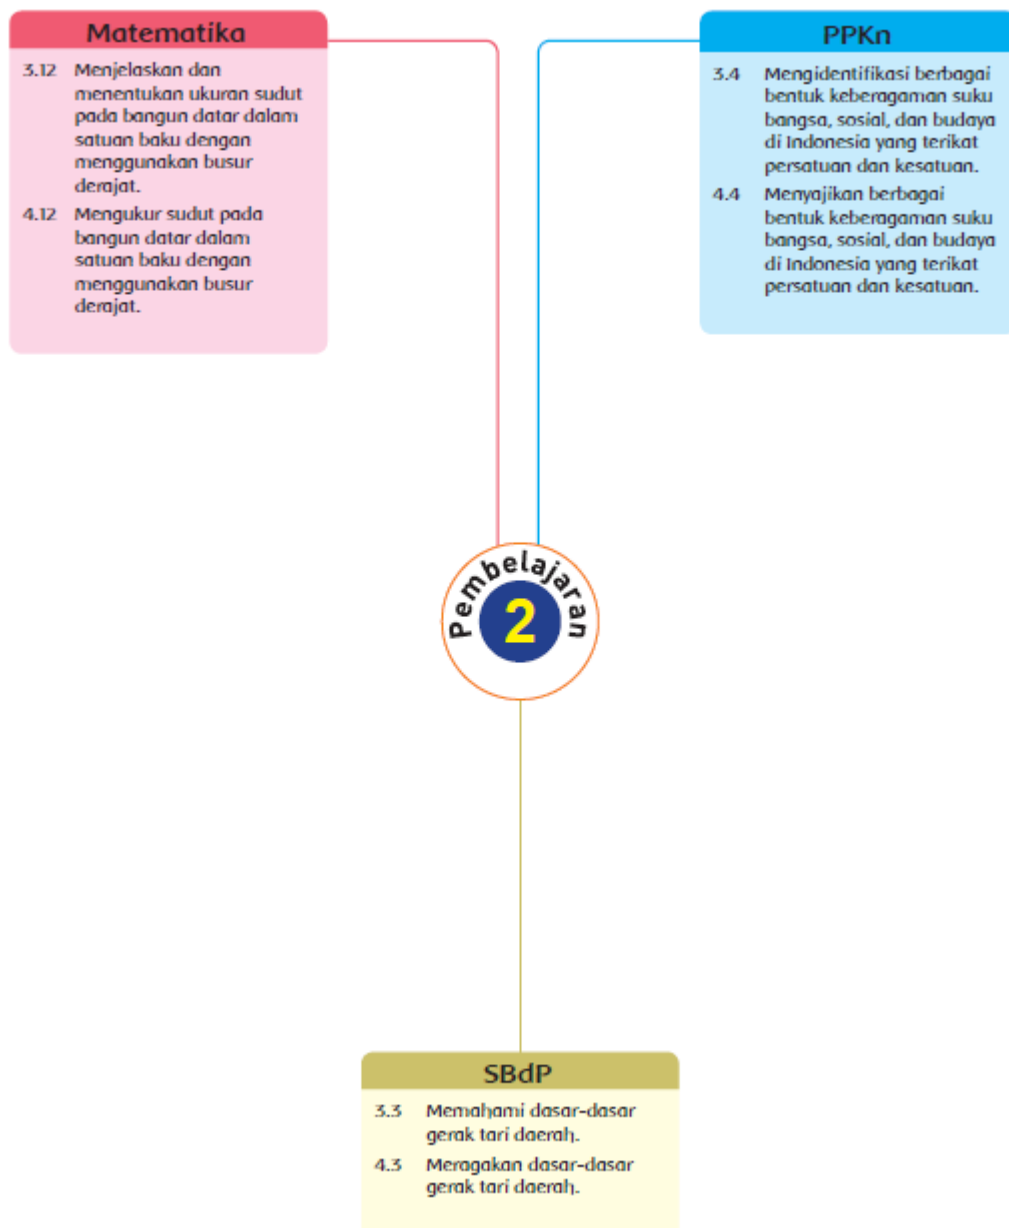 Matematika
3.12 Menjelaskan dan
menentukan ukuran sudut
pada bangun datar dalam
satuan baku dengan
menggunakan busur
derajat.
4.12 Mengukur sudut pada
bangun datar dalam
satuan baku dengan
menggunakan busur
derajat.
PPKn
3.4 Mengidentifikasi berbagai
bentuk keberagaman suku
bangsa, sosial, dan budaya
di Indonesia yang terikat
persatuan dan kesatuan.
4.4 Menyajikan berbagai
bentuk keberagaman suku
bangsa, sosial, dan budaya
di Indonesia yang terikat
persatuan dan kesatuan.
Pembelajaran
2
SBdP
3.3 Memahami dasar-dasar
gerak tari daerah.
4.3 Meragakan dasar-dasar
gerak tari daerah.